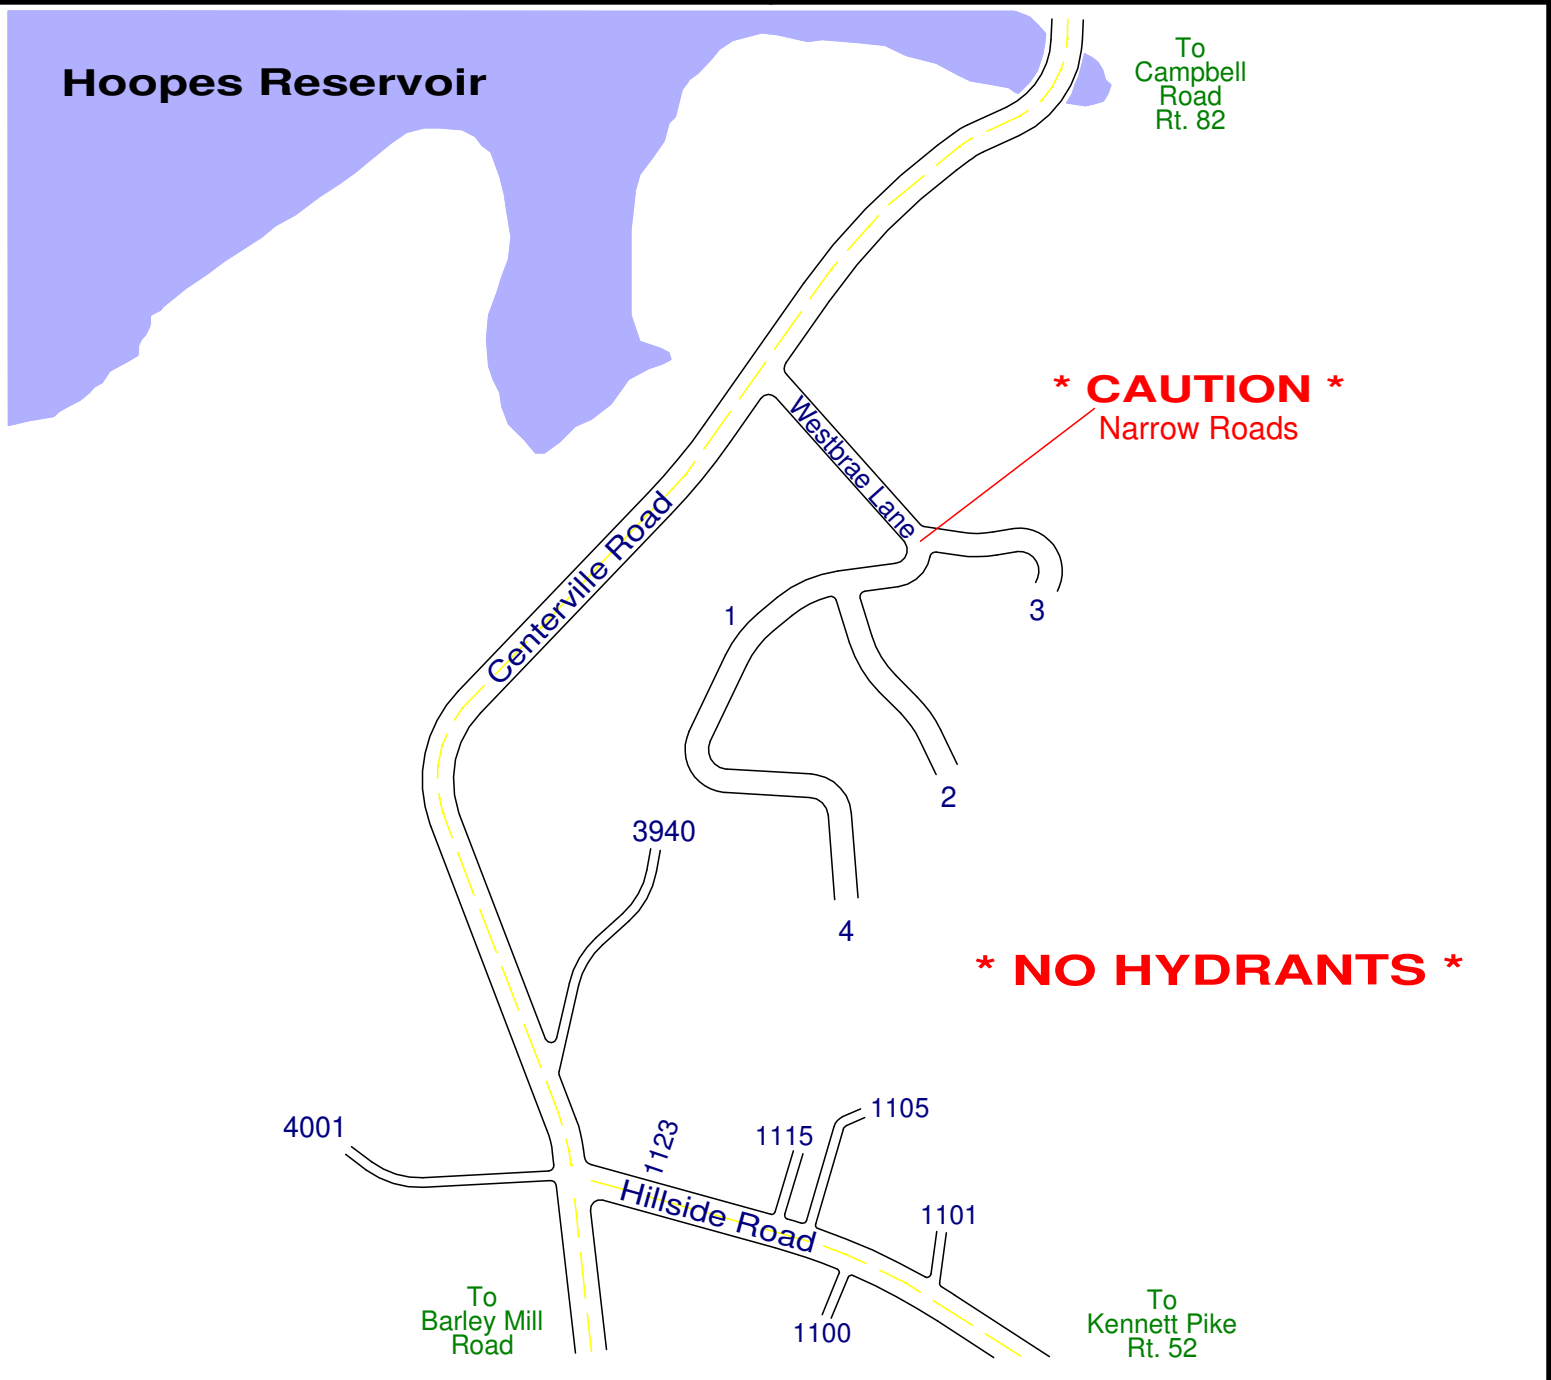 Hoopes Reservoir
To
Campbell
Road
Rt. 82
* CAUTION *
Narrow Roads
Westbrae Lane
Centerville Road
1
3
2
3940
4
* NO HYDRANTS *
4001
1123
1115
1105
Hillside Road
1101
1100
To
Barley Mill
Road
To
Kennett Pike
Rt. 52